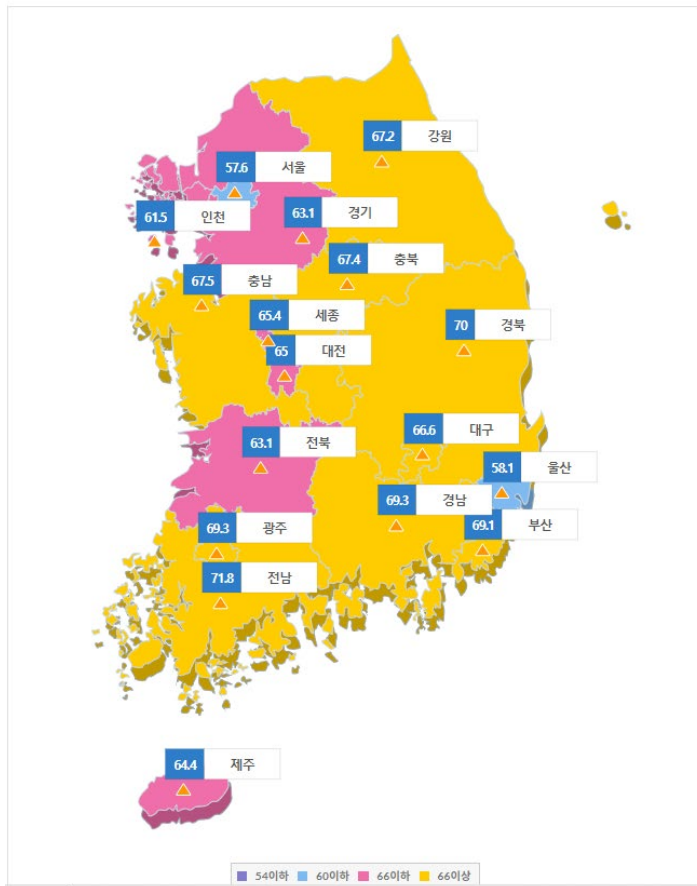 67.2 강원
57.6 서울
61.5 인천
63.1 경기
67.4 충북
67.5 충남
65.4 세종
65 대전
70 경북
66.6 대구
63.1 전북
58.1 울산
69.3 경남
69.3 광주
69.1 부산
71.8 전남
64.4 제주
54이하 60이하 66이하 66이상